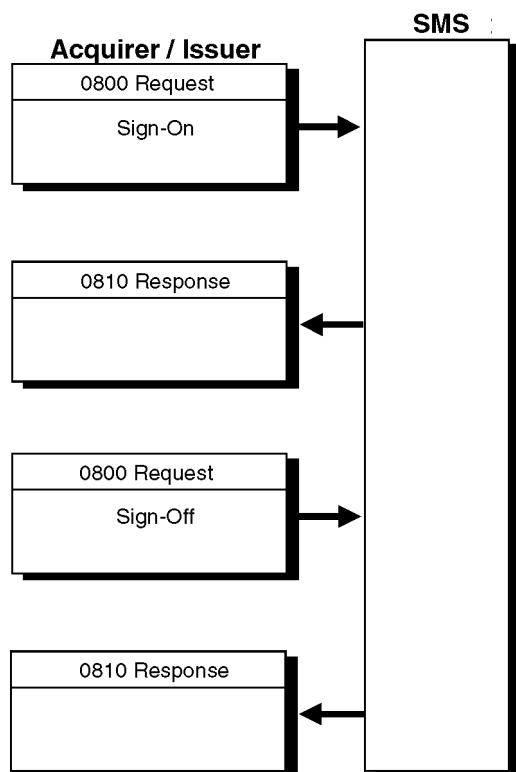 SMS
Acquirer / Issuer
0800 Request
Sign-On
0810 Response
0800 Request
Sign-Off
0810 Response